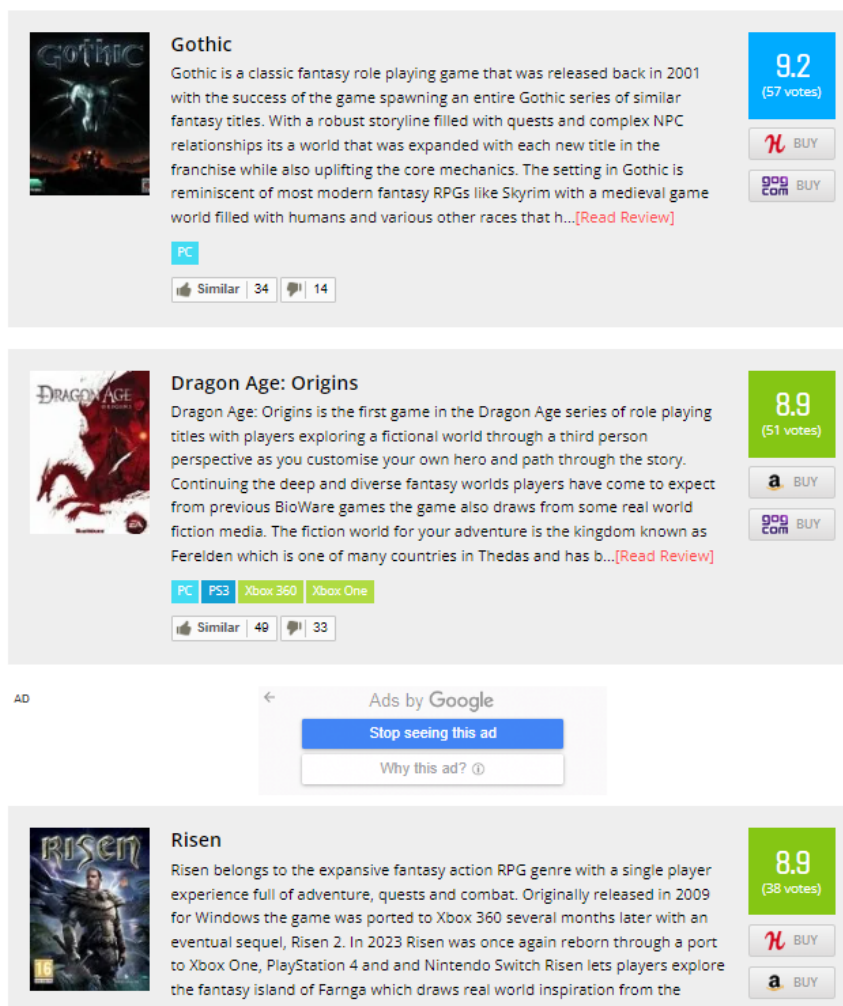 GOTHIC
Gothic
Gothic is a classic fantasy role playing game that was released back in 2001
with the success of the game spawning an entire Gothic series of similar
fantasy titles. With a robust storyline filled with quests and complex NPC
relationships its a world that was expanded with each new title in the
franchise while also uplifting the core mechanics. The setting in Gothic is
reminiscent of most modern fantasy RPGs like Skyrim with a medieval game
world filled with humans and various other races that h...[Read Review]
PC
Similar 34 14
9.2
(57 votes)
H BUY
gog com BUY
DRAGON AGE
ORIGINS
BioWare EA
Dragon Age: Origins
Dragon Age: Origins is the first game in the Dragon Age series of role playing
titles with players exploring a fictional world through a third person
perspective as you customise your own hero and path through the story.
Continuing the deep and diverse fantasy worlds players have come to expect
from previous BioWare games the game also draws from some real world
fiction media. The fiction world for your adventure is the kingdom known as
Ferelden which is one of many countries in Thedas and has b...[Read Review]
PC PS3 Xbox 360 Xbox One
Similar 49 33
8.9
(51 votes)
a BUY
gog com BUY
AD
Ads by Google
Stop seeing this ad
Why this ad?
RISEN
16
Risen
Risen belongs to the expansive fantasy action RPG genre with a single player
experience full of adventure, quests and combat. Originally released in 2009
for Windows the game was ported to Xbox 360 several months later with an
eventual sequel, Risen 2. In 2023 Risen was once again reborn through a port
to Xbox One, PlayStation 4 and and Nintendo Switch Risen lets players explore
the fantasy island of Farnga which draws real world inspiration from the
8.9
(38 votes)
H BUY
a BUY